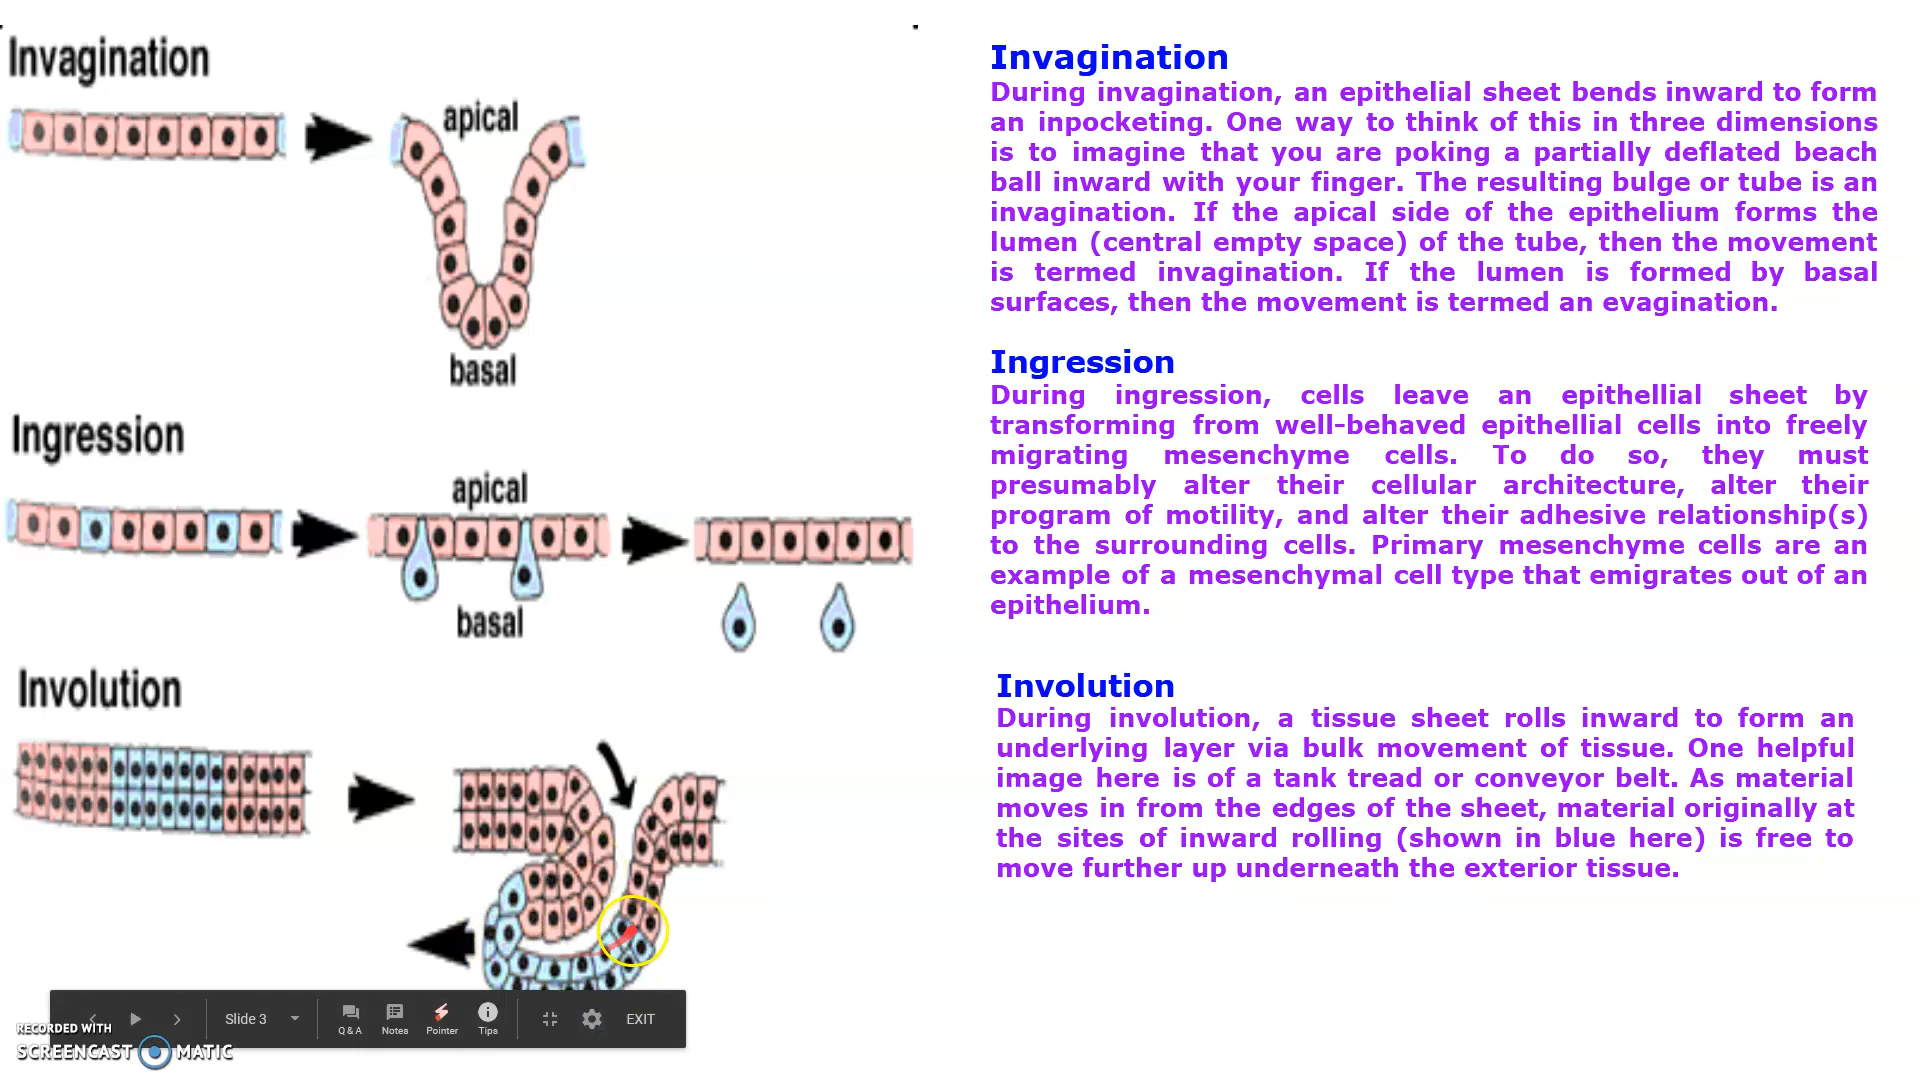 Invagination
apical
basal
Ingression
apical
basal
Involution
Invagination
During invagination, an epithelial sheet bends inward to form
an inpocketing. One way to think of this in three dimensions
is to imagine that you are poking a partially deflated beach
ball inward with your finger. The resulting bulge or tube is an
invagination. If the apical side of the epithelium forms the
lumen (central empty space) of the tube, then the movement
is termed invagination. If the lumen is formed by basal
surfaces, then the movement is termed an evagination.
Ingression
During ingression, cells leave an epithellial sheet by
transforming from well-behaved epithellial cells into freely
migrating mesenchyme cells. To do so, they must
presumably alter their cellular architecture, alter their
program of motility, and alter their adhesive relationship(s)
to the surrounding cells. Primary mesenchyme cells are an
example of a mesenchymal cell type that emigrates out of an
epithelium.
Involution
During involution, a tissue sheet rolls inward to form an
underlying layer via bulk movement of tissue. One helpful
image here is of a tank tread or conveyor belt. As material
moves in from the edges of the sheet, material originally at
the sites of inward rolling (shown in blue here) is free to
move further up underneath the exterior tissue.
Slide 3
Q & A
Notes
Pointer
Tips
EXIT
RECORDED WITH
SCREENCAST MATIC